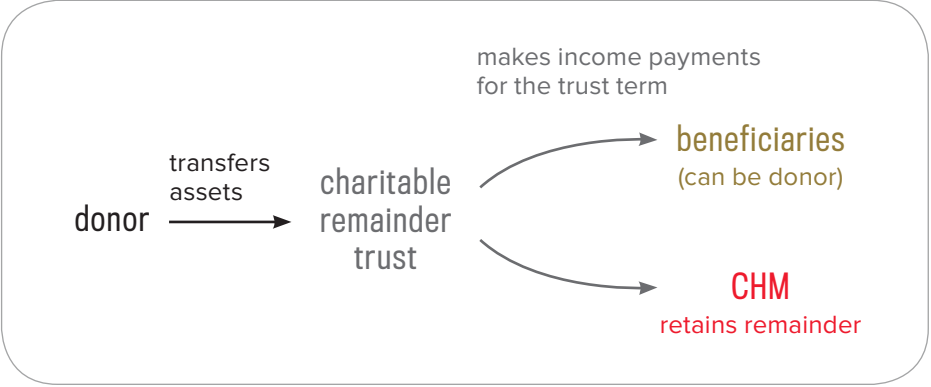 makes income payments
for the trust term
transfers
assets
donor
charitable
remainder
trust
beneficiaries
(can be donor)
CHM
retains remainder